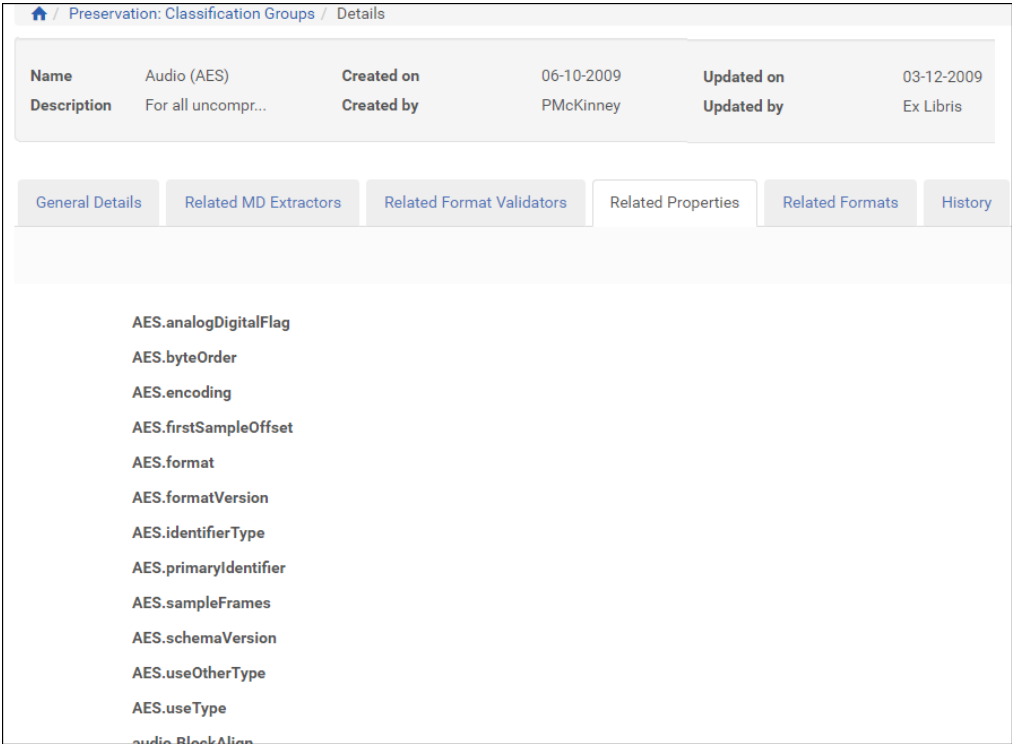 / Preservation: Classification Groups / Details
Name Audio (AES) Created on 06-10-2009 Updated on 03-12-2009
Description For all uncompr... Created by PMcKinney Updated by Ex Libris
General Details Related MD Extractors Related Format Validators Related Properties Related Formats History
AES.analogDigitalFlag
AES.byteOrder
AES.encoding
AES.firstSampleOffset
AES.format
AES.formatVersion
AES.identifierType
AES.primaryIdentifier
AES.sampleFrames
AES.schemaVersion
AES.useOtherType
AES.useType
audio.BlockAlign